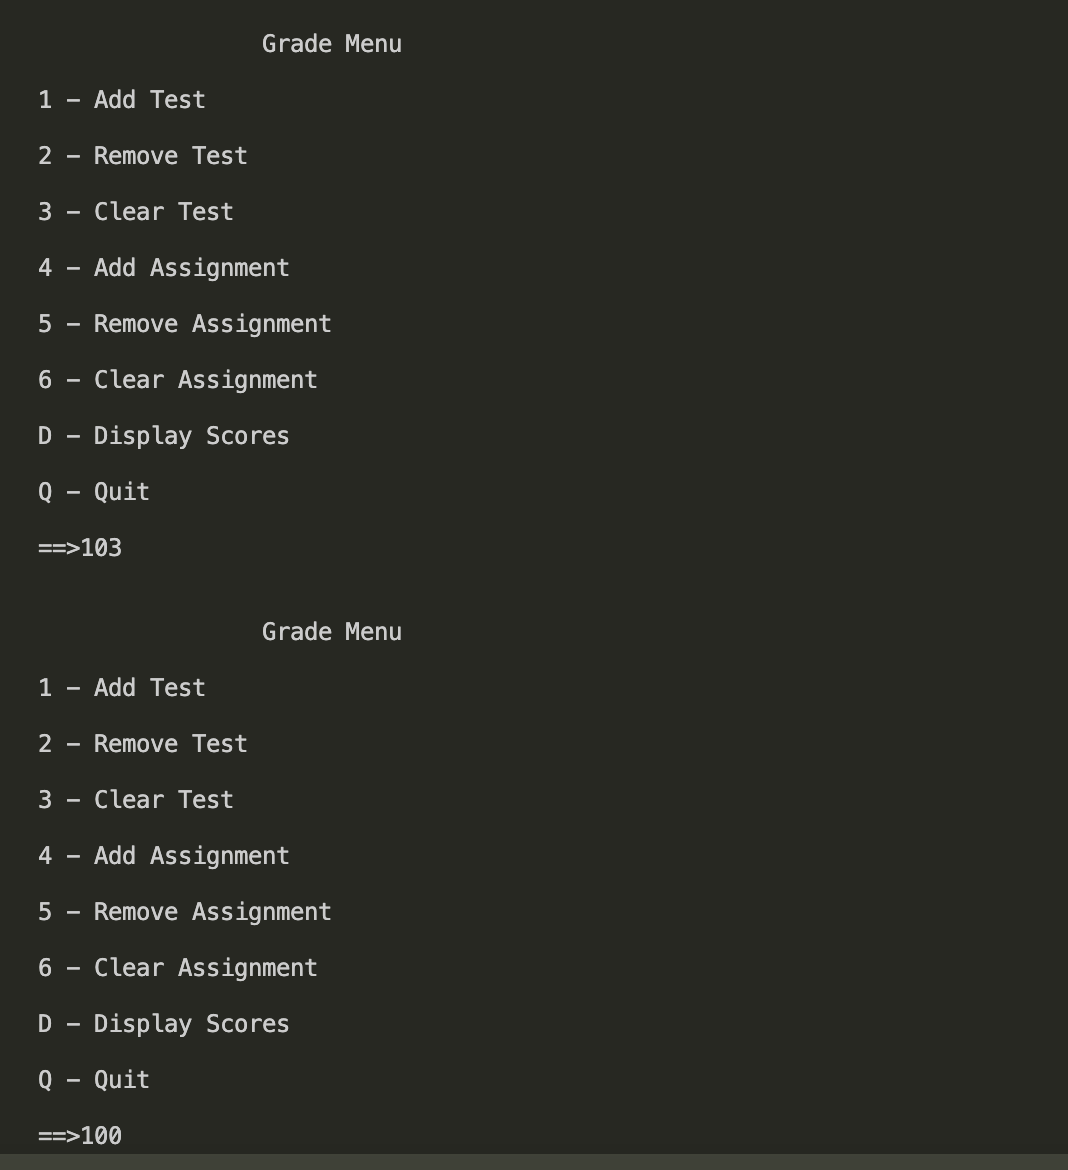 Grade Menu
1 – Add Test
2 – Remove Test
3 – Clear Test
4 – Add Assignment
5 – Remove Assignment
6 – Clear Assignment
D – Display Scores
Q – Quit
==>103
Grade Menu
1 – Add Test
2 – Remove Test
3 – Clear Test
4 – Add Assignment
5 – Remove Assignment
6 – Clear Assignment
D – Display Scores
Q – Quit
==>100